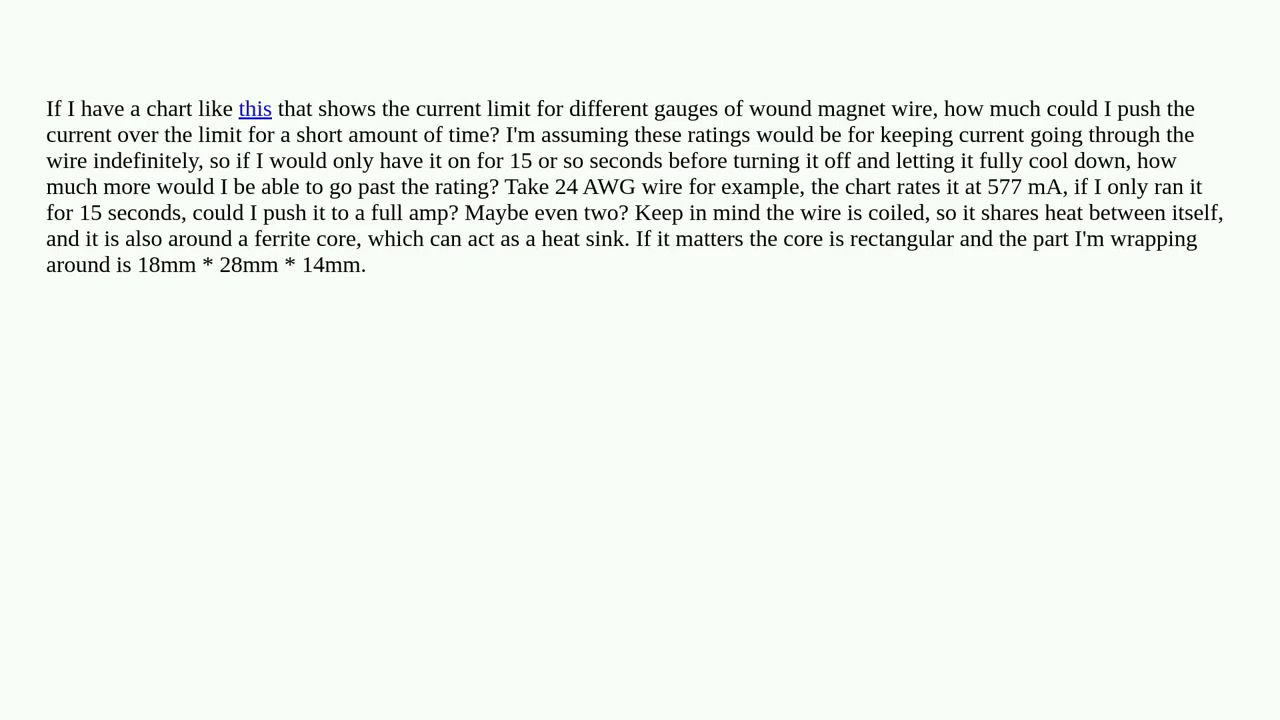 If I have a chart like this that shows the current limit for different gauges of wound magnet wire, how much could I push the
current over the limit for a short amount of time? I'm assuming these ratings would be for keeping current going through the
wire indefinitely, so if I would only have it on for 15 or so seconds before turning it off and letting it fully cool down, how
much more would I be able to go past the rating? Take 24 AWG wire for example, the chart rates it at 577 mA, if I only ran it
for 15 seconds, could I push it to a full amp? Maybe even two? Keep in mind the wire is coiled, so it shares heat between itself,
and it is also around a ferrite core, which can act as a heat sink. If it matters the core is rectangular and the part I'm wrapping
around is 18mm * 28mm * 14mm.